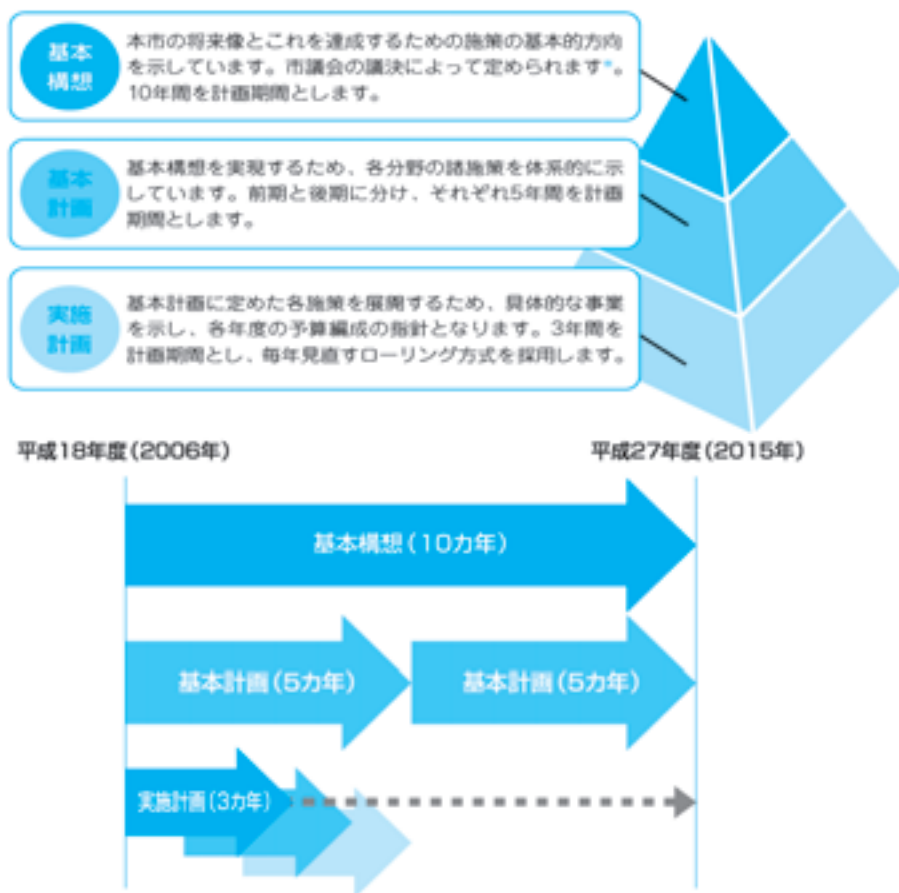 基本
構想
本市の将来像とこれを達成するための施策の基本的方向
を示しています。市議会の議決によって定められます*。
10年間を計画期間とします。
基本
計画
基本構想を実現するため、各分野の諸施策を体系的に示
しています。前期と後期に分け、それぞれ5年間を計画
期間とします。
実施
計画
基本計画に定めた各施策を展開するため、具体的な事業
を示し、各年度の予算編成の指針となります。3年間を
計画期間とし、毎年見直すローリング方式を採用します。
平成18年度(2006年)
平成27年度(2015年)
基本構想(10カ年)
基本計画(5カ年)
基本計画(5カ年)
実施計画(3カ年)